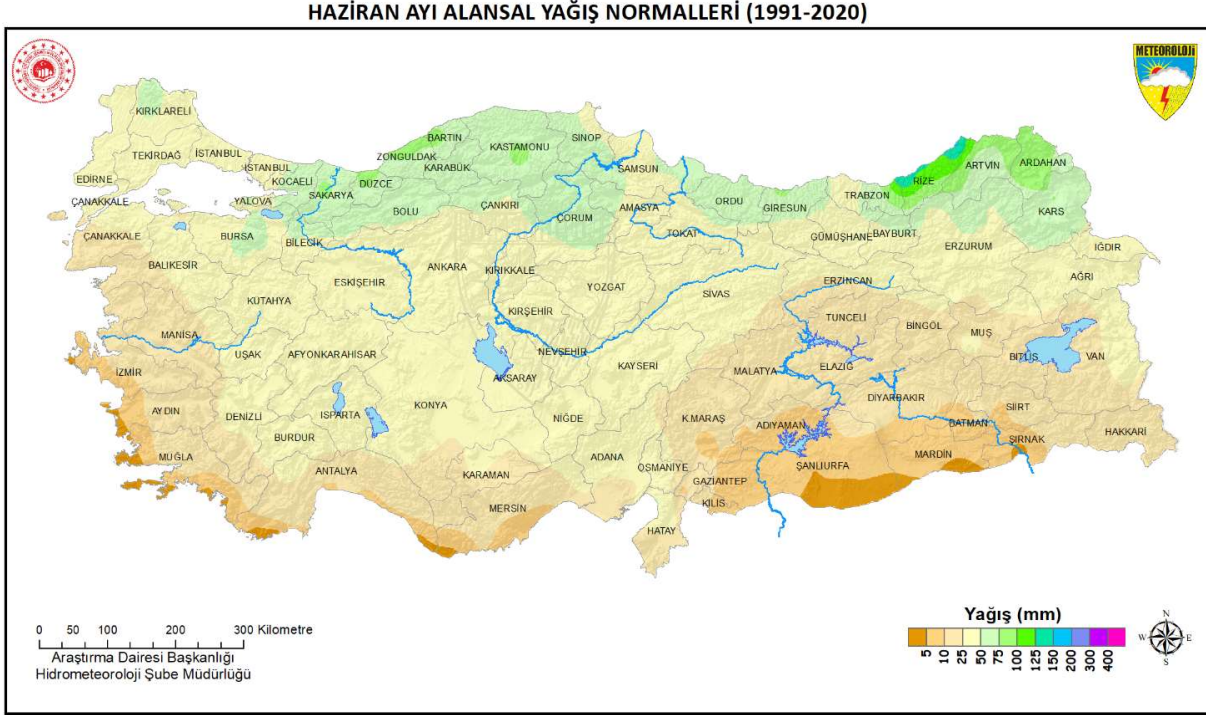 HAZİRAN AYI ALANSAL YAĞIŞ NORMALLERİ (1991-2020)
METEOROLOJİ
KIRKLARELİ
TEKİRDAĞ
İSTANBUL
EDİRNE
ÇANAKKALE
İSTANBUL
KOCAELİ
YALOVA
SAKARYA
DÜZCE
ZONGULDAK
BARTIN
KARABÜK
KASTAMONU
SİNOP
SAMSUN
BOLU
ÇANKIRI
ÇORUM
AMASYA
ORDU
GİRESUN
TRABZON
RİZE
ARTVİN
ARDAHAN
KARS
ÇANAKKALE
BURSA
BİLECİK
TOKAT
GÜMÜŞHANE
BAYBURT
ERZURUM
IĞDIR
BALIKESİR
ESKİŞEHİR
ANKARA
KIRIKKALE
YOZGAT
SİVAS
ERZİNCAN
AĞRI
KÜTAHYA
KIRŞEHİR
TUNCELİ
BİNGÖL
MUŞ
MANİSA
UŞAK
AFYONKARAHİSAR
NEVŞEHİR
KAYSERİ
MALATYA
ELAZIĞ
BİTLİS
VAN
İZMİR
AKSARAY
DİYARBAKIR
AYDIN
DENİZLİ
ISPARTA
KONYA
NİĞDE
K.MARAŞ
ADIYAMAN
SİİRT
BATMAN
ŞIRNAK
HAKKARİ
MUĞLA
BURDUR
ANTALYA
KARAMAN
ADANA
OSMANİYE
GAZİANTEP
ŞANLIURFA
MARDİN
MERSİN
KİLİS
HATAY
0 50 100 200 300 Kilometre
Araştırma Dairesi Başkanlığı
Hidrometeoroloji Şube Müdürlüğü
Yağış (mm)
5 10 25 50 75 100 125 150 200 300 400
N
W E
S